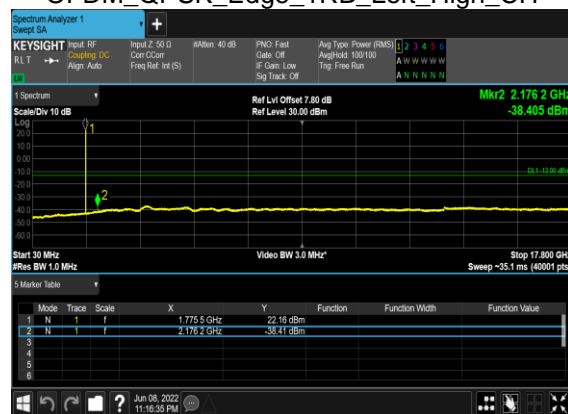 Spectrum Analyzer 1
Swept SA
+
KEYSIGHT Input: RF Input Z: 50 Ω #Atten: 40 dB PNO: Fast Avg Type: Power (RMS) 1 2 3 4 5 6
RLT Coupling: DC Corr CCorr Gate: Off Avg|Hold: 100/100 A W W W W W
Align: Auto Freq Ref: Int (S) IF Gain: Low Trig: Free Run
Sig Track: Off A N N N N N
1 Spectrum Ref Lvl Offset 7.80 dB Mkr2 2.176 2 GHz
Scale/Div 10 dB Ref Level 30.00 dBm -38.405 dBm
Log
1
20.0
10.0
0.00
-10.0
DL1 -13.00 dBm
-20.0
-30.0
2
-40.0
-50.0
-60.0
Start 30 MHz Video BW 3.0 MHz* Stop 17.800 GHz
#Res BW 1.0 MHz Sweep ~35.1 ms (40001 pts)
5 Marker Table
Mode Trace Scale X Y Function Function Width Function Value
1 N 1 f 1.775 5 GHz 22.16 dBm
2 N 1 f 2.176 2 GHz -38.41 dBm
3
4
5
6
? Jun 08, 2022
11:16:35 PM